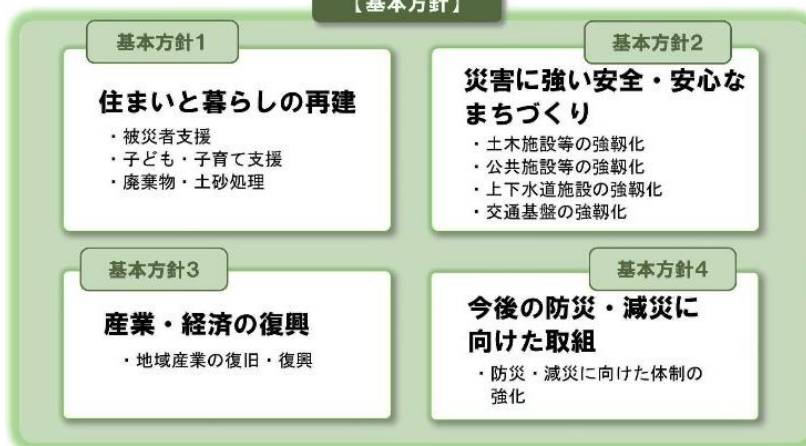 【基本方針】
基本方針1
住まいと暮らしの再建
・被災者支援
・子ども・子育て支援
・廃棄物・土砂処理
基本方針2
災害に強い安全・安心な
まちづくり
・土木施設等の強靱化
・公共施設等の強靱化
・上下水道施設の強靱化
・交通基盤の強靱化
基本方針3
産業・経済の復興
・地域産業の復旧・復興
基本方針4
今後の防災・減災に
向けた取組
・防災・減災に向けた体制の
強化